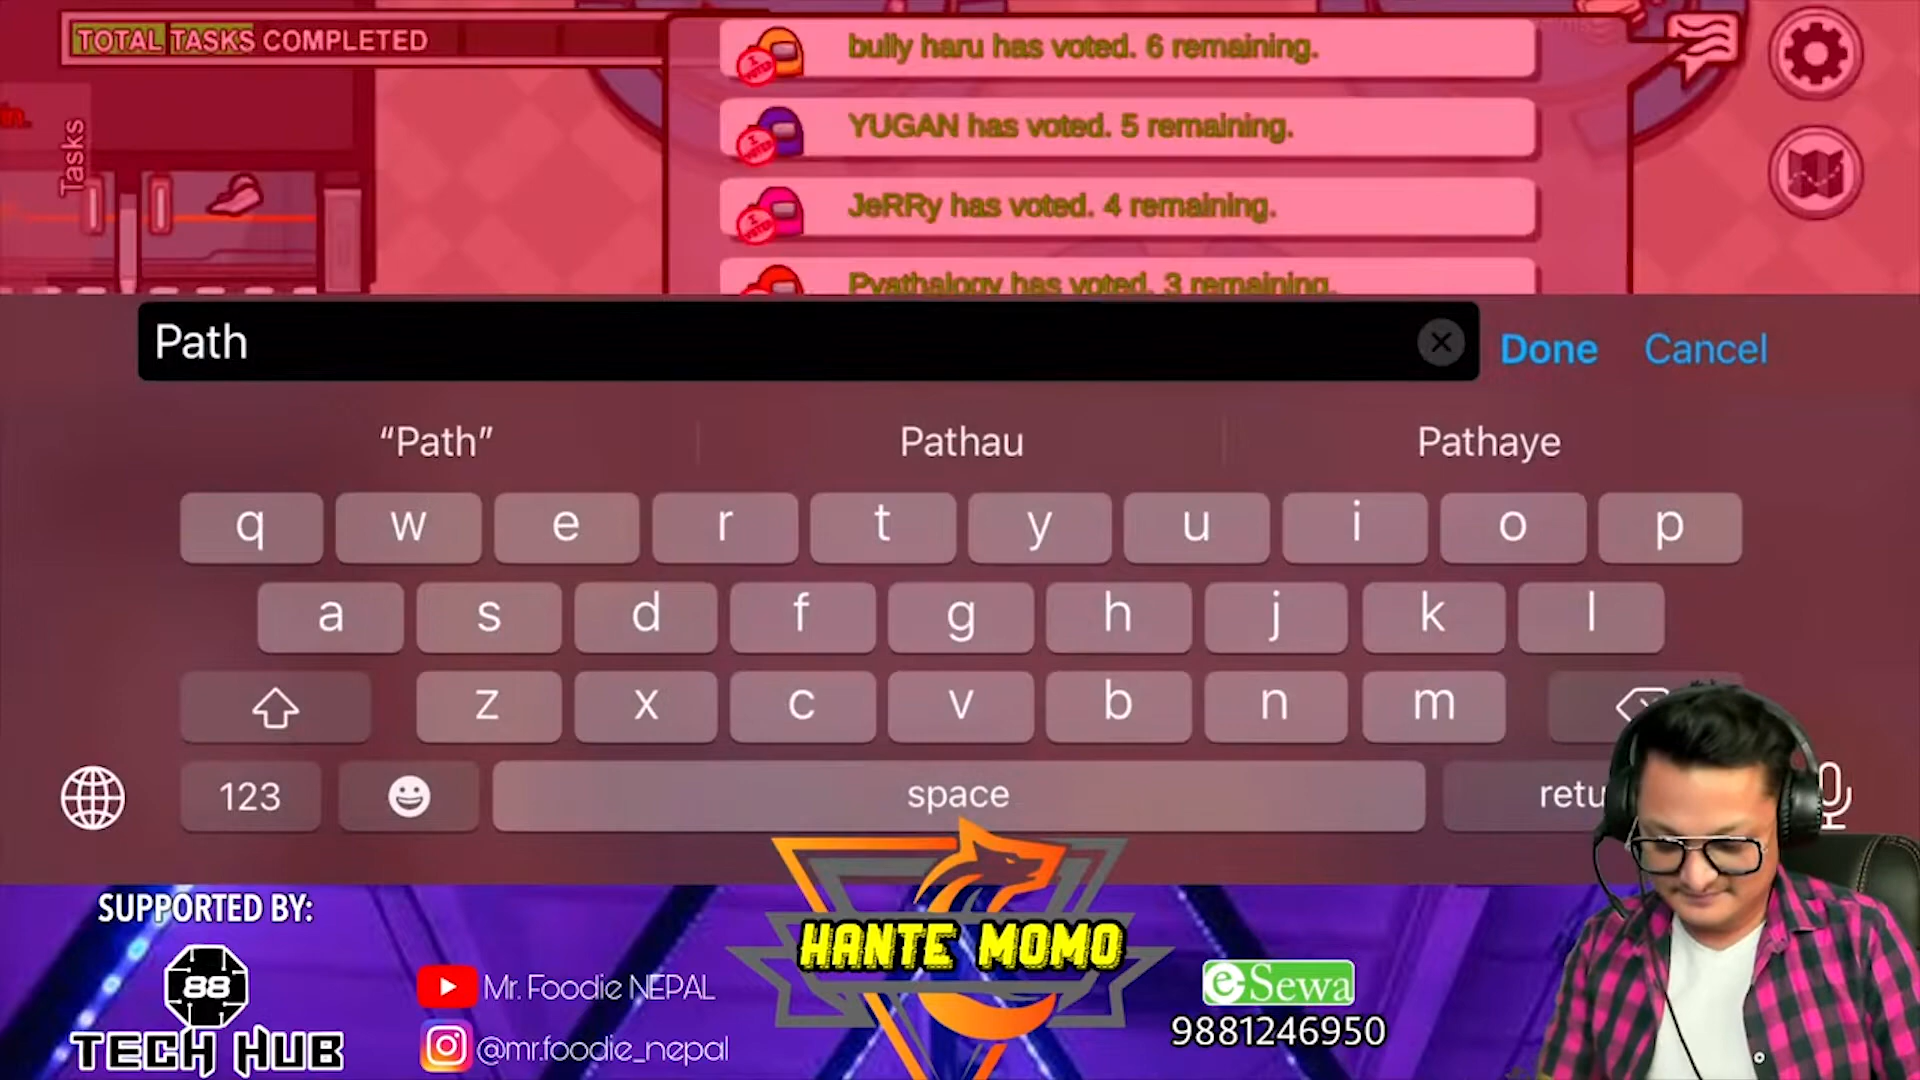 TOTAL TASKS COMPLETED
bully haru has voted. 6 remaining.
YUGAN has voted. 5 remaining.
Tasks
JeRRy has voted. 4 remaining.
Pyathalogy has voted. 3 remaining.
Path
Done
Cancel
“Path”
Pathau
Pathaye
q w e r t y u i o p
a s d f g h j k l
z x c v b n m
123
space
retu
SUPPORTED BY:
88
TECH HUB
Mr. Foodie NEPAL
@mr.foodie_nepal
HANTE MOMO
e-Sewa
9881246950